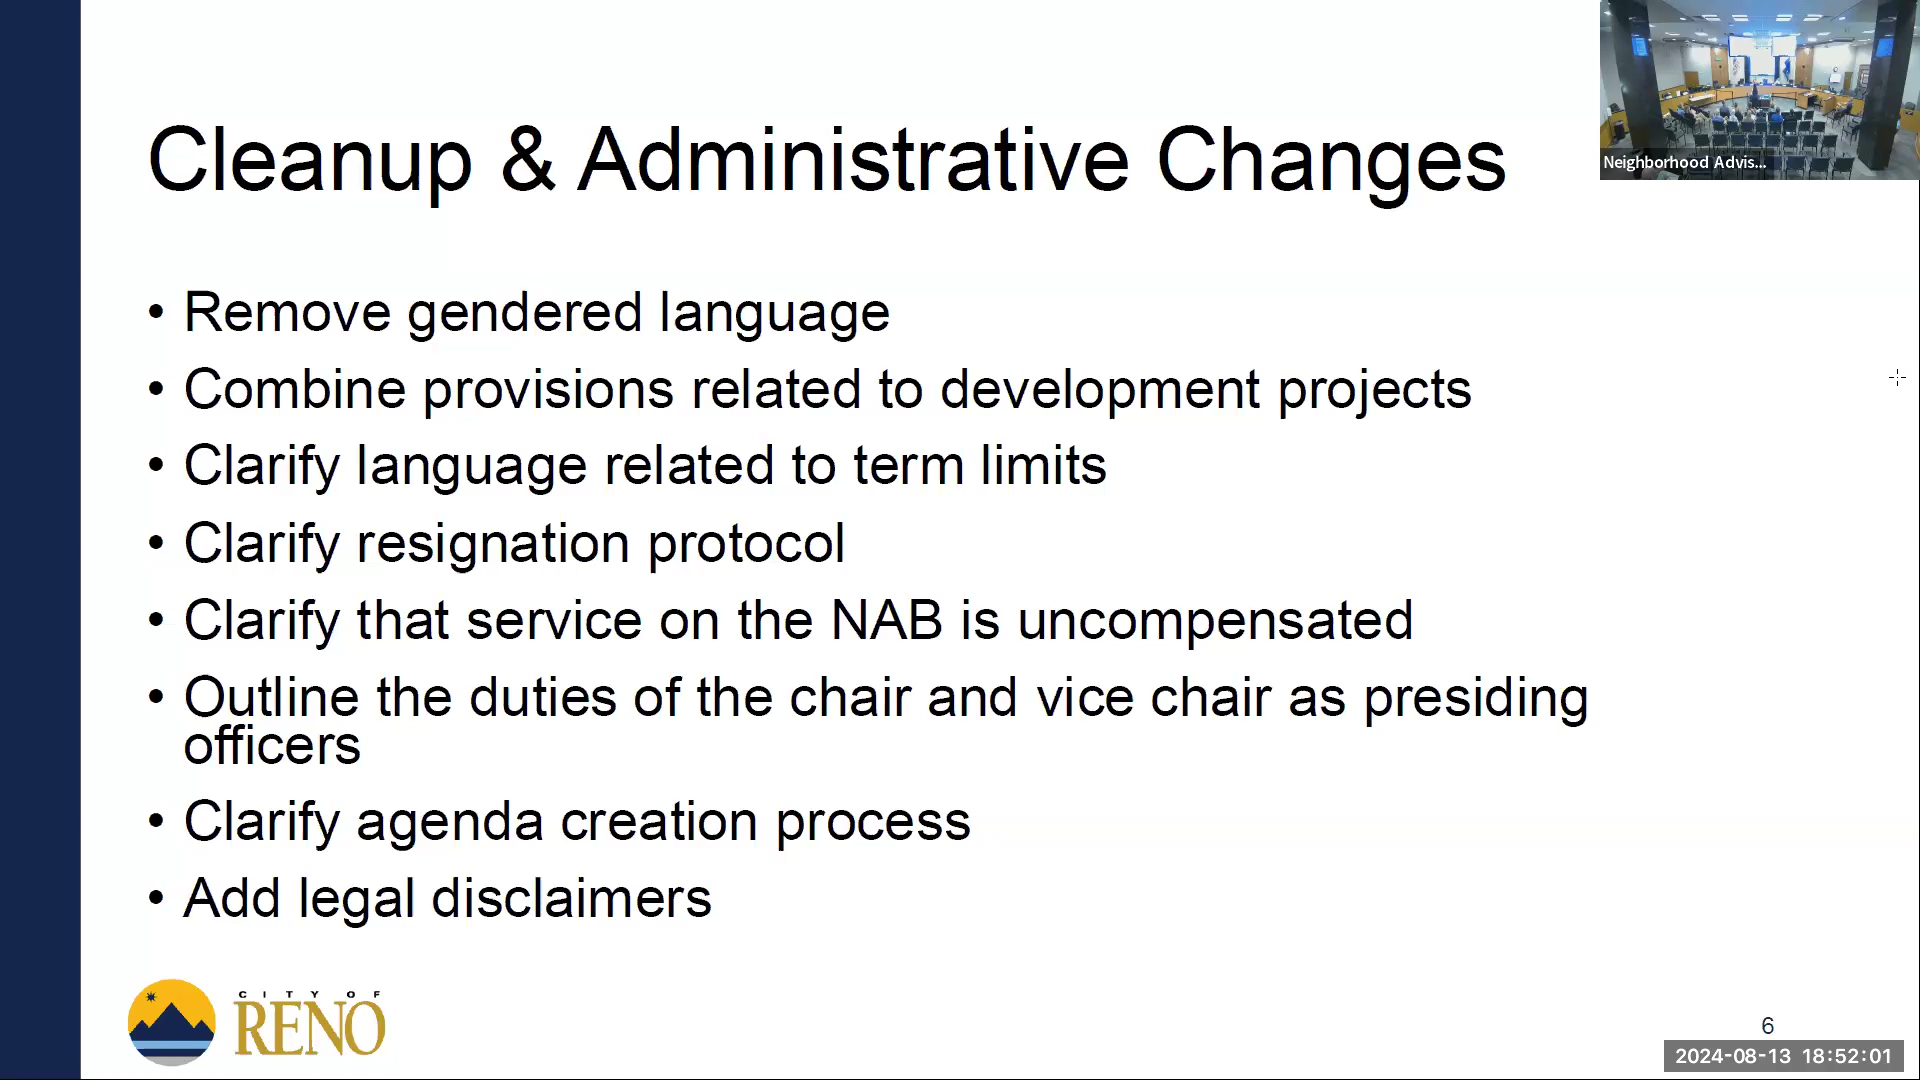 Cleanup & Administrative Changes
Neighborhood Advis...
• Remove gendered language
• Combine provisions related to development projects
• Clarify language related to term limits
• Clarify resignation protocol
• Clarify that service on the NAB is uncompensated
• Outline the duties of the chair and vice chair as presiding
officers
• Clarify agenda creation process
• Add legal disclaimers
CITY OF
RENO
6
2024-08-13 18:52:01